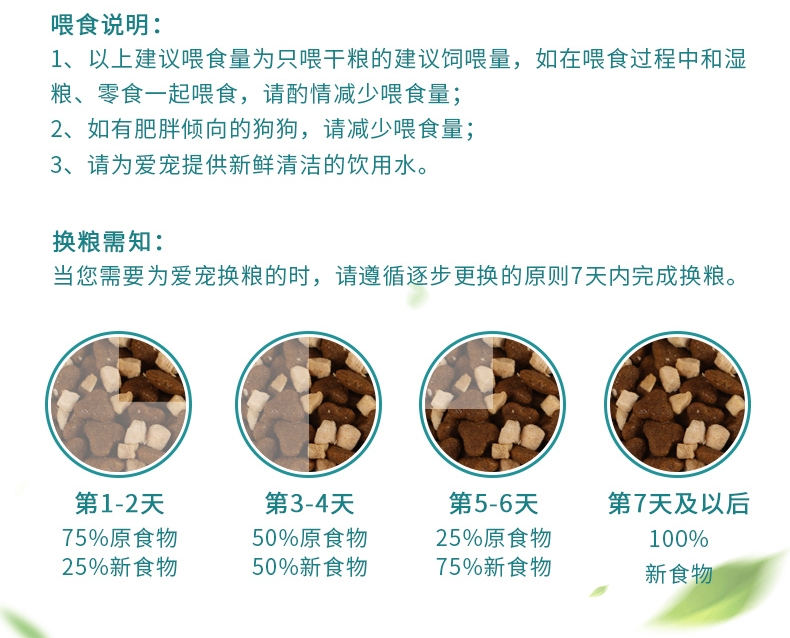 喂食说明：
1、以上建议喂食量为只喂干粮的建议饲喂量，如在喂食过程中和湿
粮、零食一起喂食，请酌情减少喂食量；
2、如有肥胖倾向的狗狗，请减少喂食量；
3、请为爱宠提供新鲜清洁的饮用水。
换粮需知：
当您需要为爱宠换粮的时，请遵循逐步更换的原则7天内完成换粮。
第1-2天
75%原食物
25%新食物
第3-4天
50%原食物
50%新食物
第5-6天
25%原食物
75%新食物
第7天及以后
100%
新食物